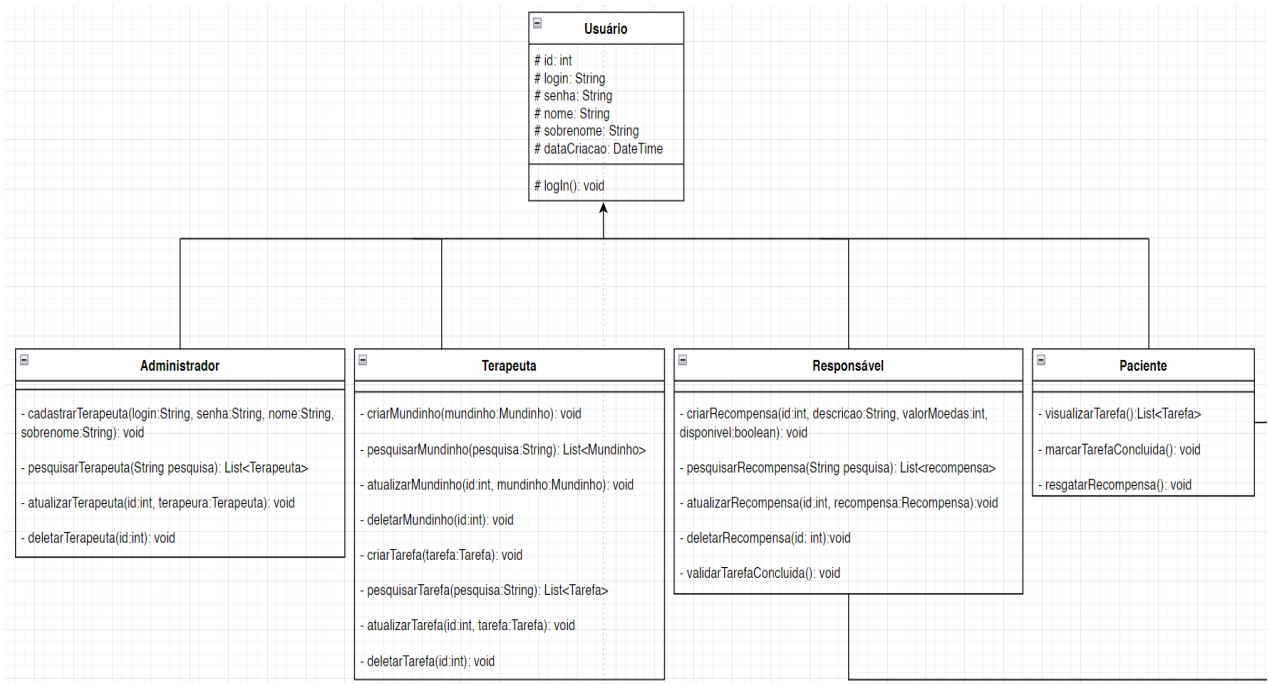 Usuário
# id: int
# login: String
# senha: String
# nome: String
# sobrenome: String
# dataCriacao: DateTime
# logIn(): void
Administrador
- cadastrarTerapeuta(login:String, senha:String, nome:String,
sobrenome:String): void
- pesquisarTerapeuta(String pesquisa): List<Terapeuta>
- atualizarTerapeuta(id:int, terapeura:Terapeuta): void
- deletarTerapeuta(id:int): void
Terapeuta
- criarMundinho(mundinho:Mundinho): void
- pesquisarMundinho(pesquisa:String): List<Mundinho>
- atualizarMundinho(id:int, mundinho:Mundinho): void
- deletarMundinho(id:int): void
- criarTarefa(tarefa:Tarefa): void
- pesquisarTarefa(pesquisa:String): List<Tarefa>
- atualizarTarefa(id:int, tarefa:Tarefa): void
- deletarTarefa(id:int): void
Responsável
- criarRecompensa(id:int, descricao:String, valorMoedas:int,
disponivel:boolean): void
- pesquisarRecompensa(String pesquisa): List<recompensa>
- atualizarRecompensa(id:int, recompensa:Recompensa):void
- deletarRecompensa(id: int):void
- validarTarefaConcluida(): void
Paciente
- visualizarTarefa():List<Tarefa>
- marcarTarefaConcluida(): void
- resgatarRecompensa(): void